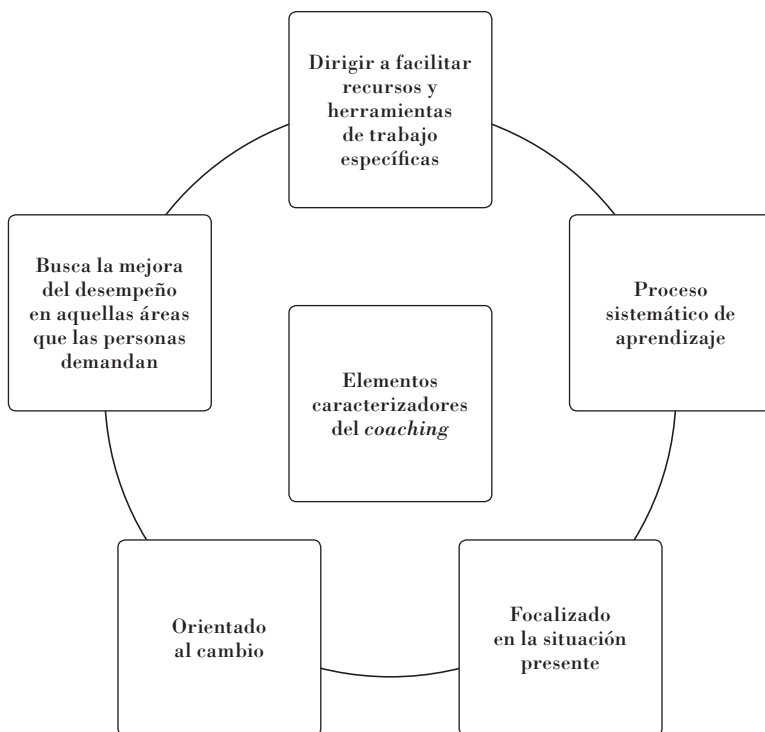 Dirigir a facilitar
recursos y
herramientas
de trabajo
específicas
Busca la mejora
del desempeño
en aquellas áreas
que las personas
demandan
Proceso
sistemático de
aprendizaje
Elementos
caracterizadores
del coaching
Orientado
al cambio
Focalizado
en la situación
presente